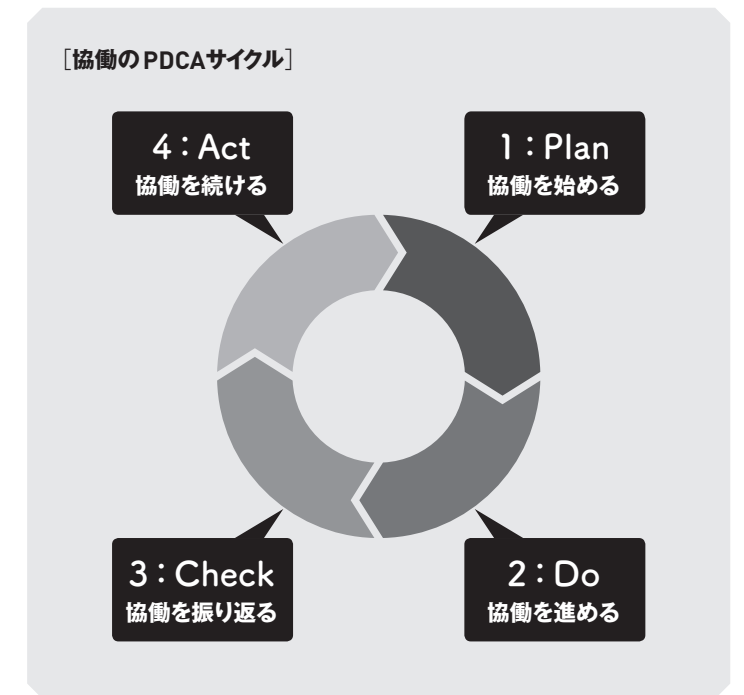 ［協働のPDCAサイクル］
4：Act
協働を続ける
1：Plan
協働を始める
3：Check
協働を振り返る
2：Do
協働を進める